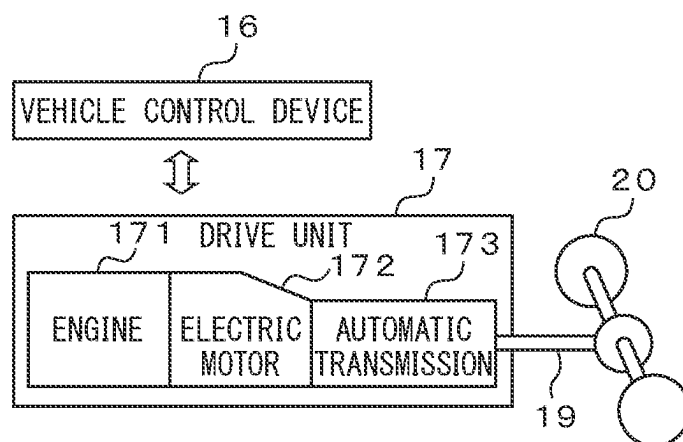 16
VEHICLE CONTROL DEVICE
17
20
171 DRIVE UNIT
172 173
ENGINE ELECTRIC MOTOR AUTOMATIC TRANSMISSION
19